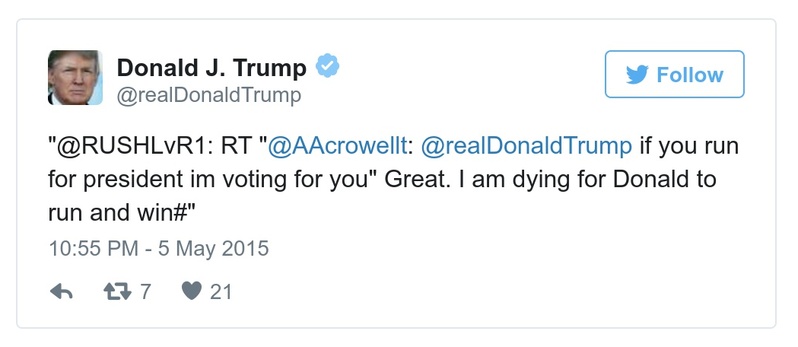 Donald J. Trump
@realDonaldTrump
Follow
"@RUSHLvR1: RT "@AAcrowellt: @realDonaldTrump if you run
for president im voting for you" Great. I am dying for Donald to
run and win#"
10:55 PM - 5 May 2015
7 21